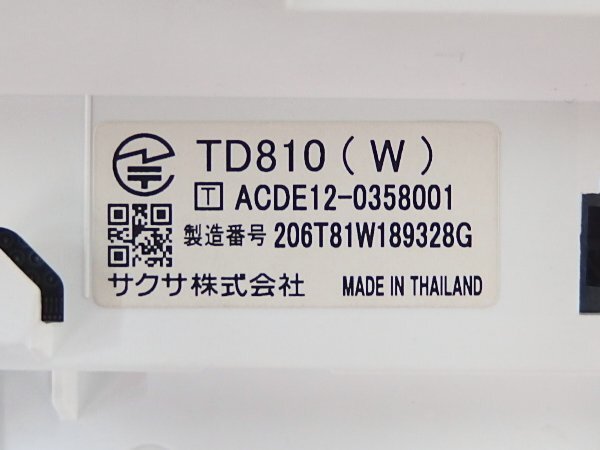 TD810 ( W )
T ACDE12-0358001
製造番号 206T81W189328G
サクサ株式会社 MADE IN THAILAND